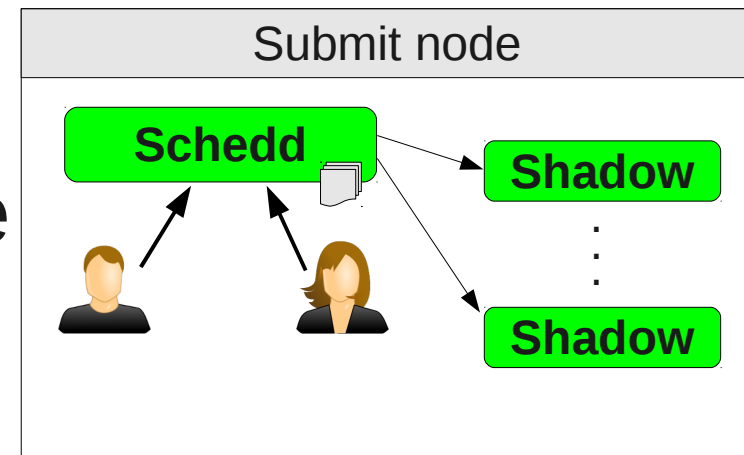 Submit node
Schedd
Shadow
.
.
.
Shadow
e